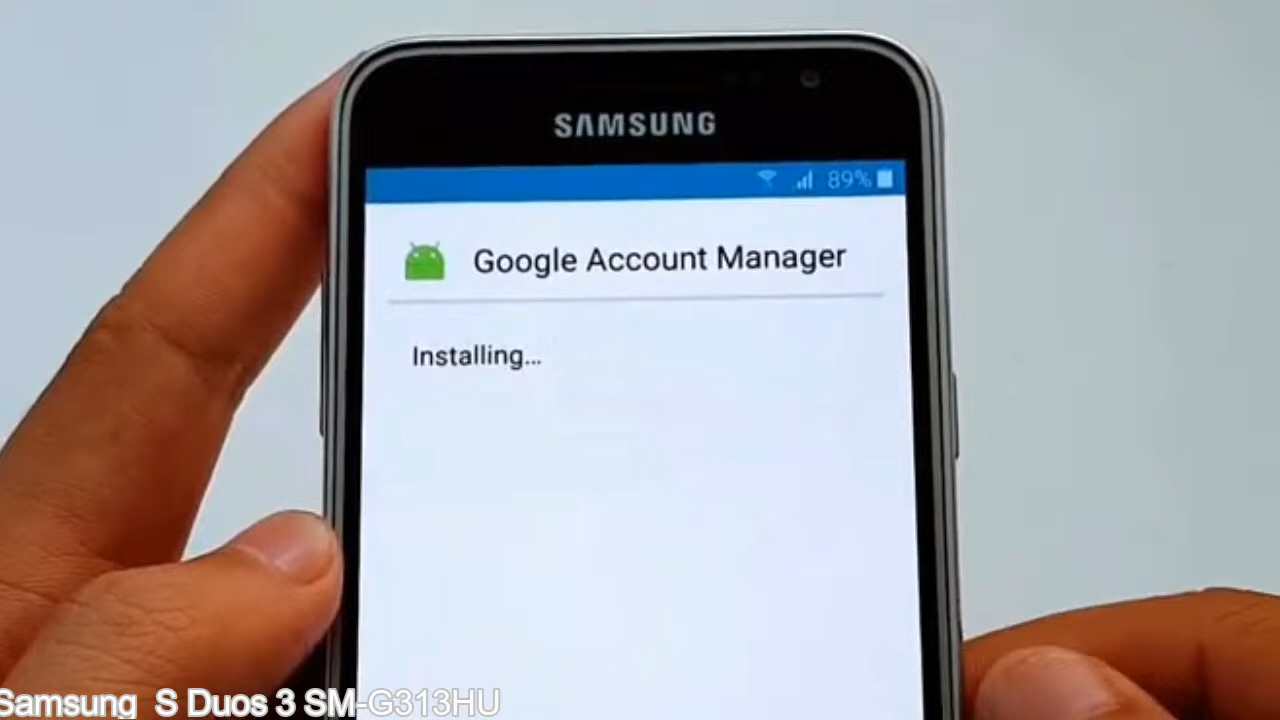 SAMSUNG
89%
Google Account Manager
Installing...
Samsung S Duos 3 SM-G313HU